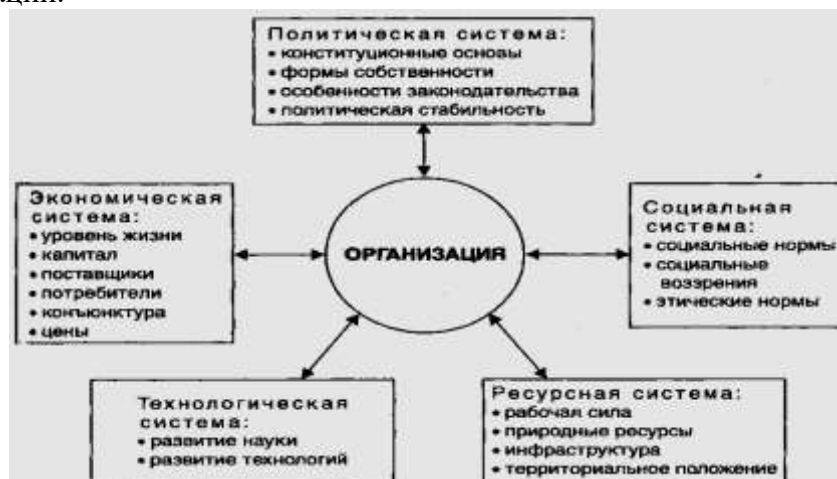 ции.
Политическая система:
• конституционные основы
• формы собственности
• особенности законодательства
• политическая стабильность
Экономическая
система:
• уровень жизни
• капитал
• поставщики
• потребители
• конъюнктура
• цены
ОРГАНИЗАЦИЯ
Социальная
система:
• социальные нормы
• социальные
воззрения
• этические нормы
Технологическая
система:
• развитие науки
• развитие технологий
Ресурсная система:
• рабочая сила
• природные ресурсы
• инфраструктура
• территориальное положение